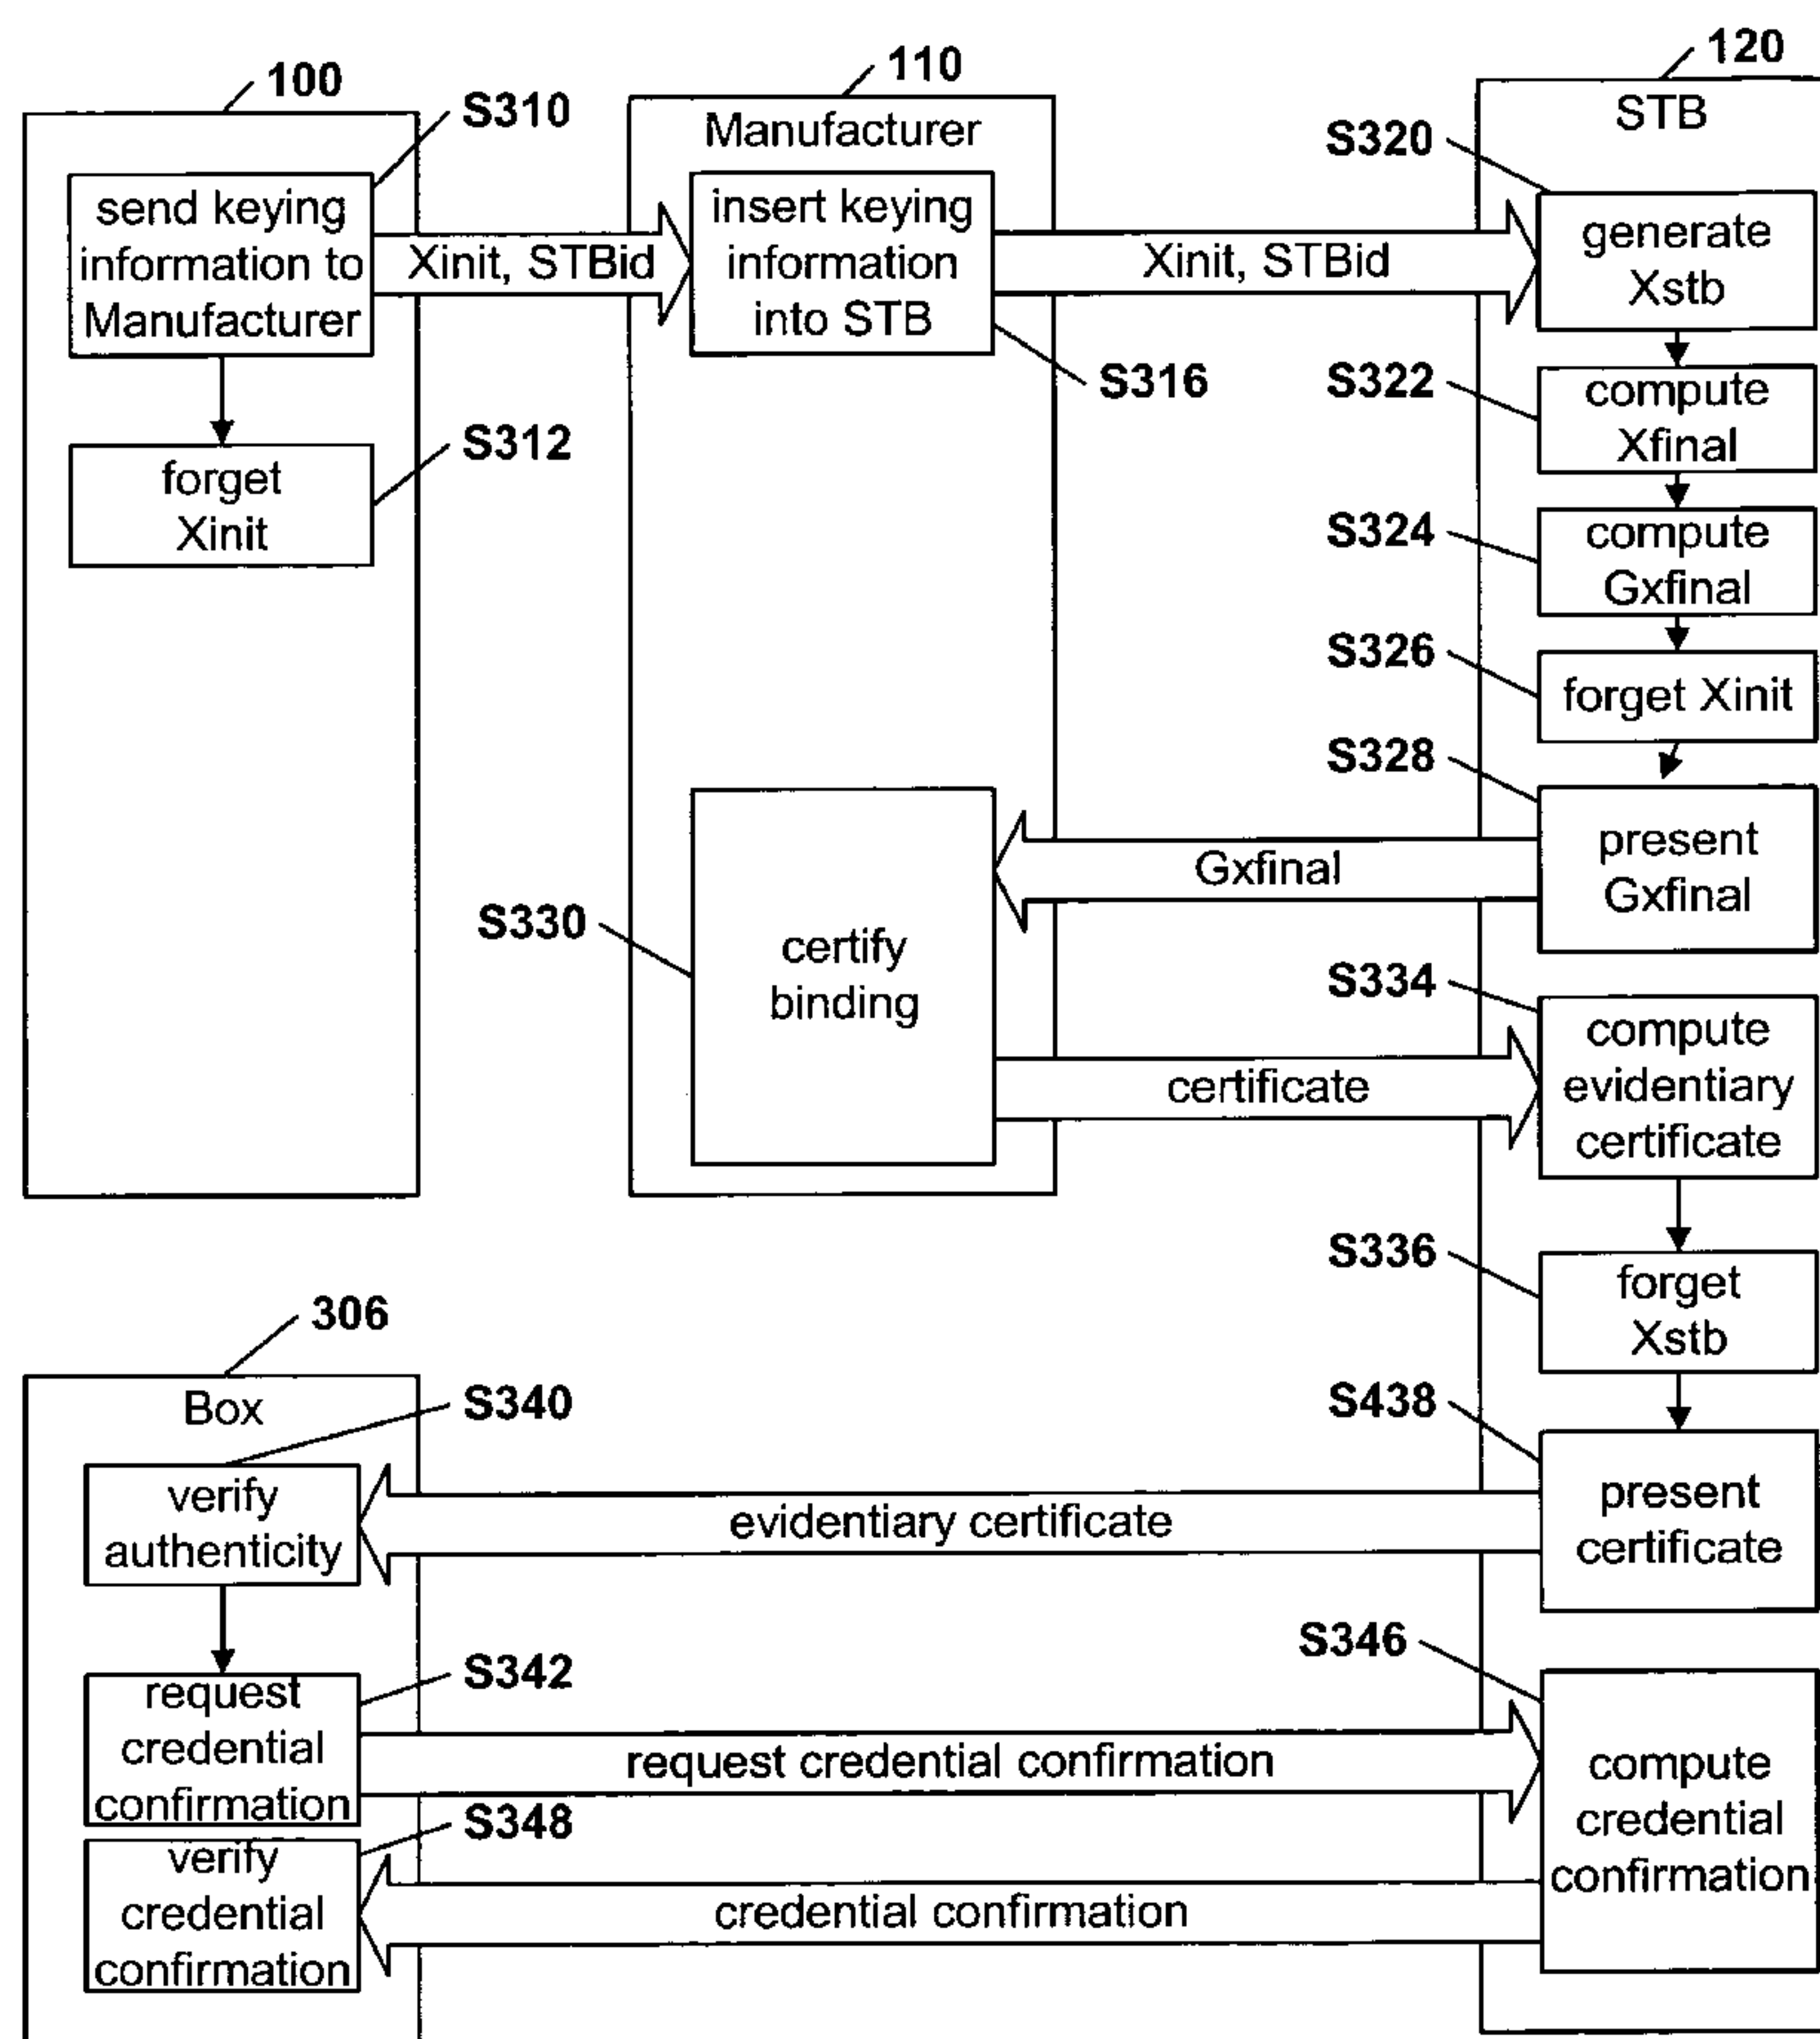 100
S310
send keying
information to
Manufacturer
Xinit, STBid
S312
forget
Xinit
110
Manufacturer
insert keying
information
into STB
S316
Xinit, STBid
120
STB
S320
generate
Xstb
S322
compute
Xfinal
S324
compute
Gxfinal
S326
forget Xinit
S328
present
Gxfinal
Gxfinal
S330
certify
binding
certificate
S334
compute
evidentiary
certificate
S336
forget
Xstb
S438
present
certificate
evidentiary certificate
306
Box
S340
verify
authenticity
S342
request
credential
confirmation
request credential confirmation
S346
compute
credential
confirmation
S348
verify
credential
confirmation
credential confirmation